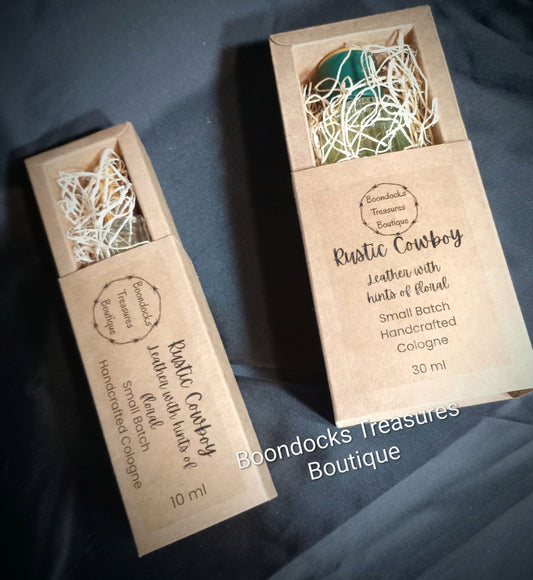 Boondocks
Treasures
Boutique
Rustic Cowboy
Leather with
hints of floral
Small Batch
Handcrafted
Cologne
30 ml
Boondocks
Treasures
Boutique
Rustic Cowboy
Leather with hints of
floral
Small Batch
Handcrafted Cologne
10 ml
Boondocks Treasures
Boutique